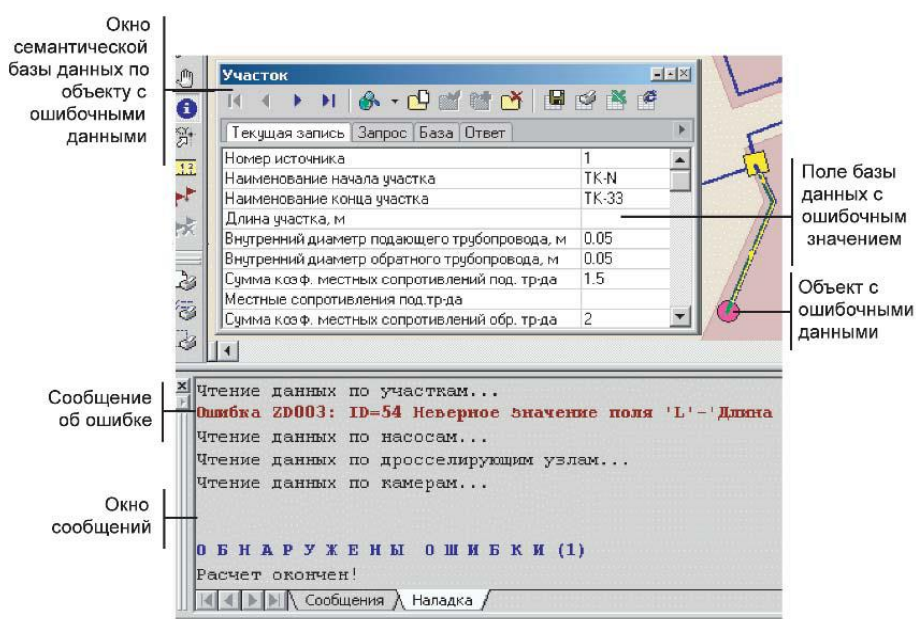 Окно
семантической
базы данных по
объекту с
ошибочными
данными
Участок
Текущая запись Запрос База Ответ
Номер источника 1
Наименование начала участка ТК-N
Наименование конца участка ТК-33
Длина участка, м
Внутренний диаметр подающего трубопровода, м 0.05
Внутренний диаметр обратного трубопровода, м 0.05
Сумма коэф. местных сопротивлений под. тр-да 1.5
Местные сопротивления под.тр-да
Сумма коэф. местных сопротивлений обр. тр-да 2
Поле базы
данных с
ошибочным
значением
Объект с
ошибочными
данными
Сообщение
об ошибке
Чтение данных по участкам...
Ошибка ZD003: ID=54 Неверное значение поля 'L'-'Длина
Чтение данных по насосам...
Чтение данных по дросселирующим узлам...
Чтение данных по камерам...
Окно
сообщений
О Б Н А Р У Ж Е Н Ы О Ш И Б К И (1)
Расчет окончен!
Сообщения Наладка